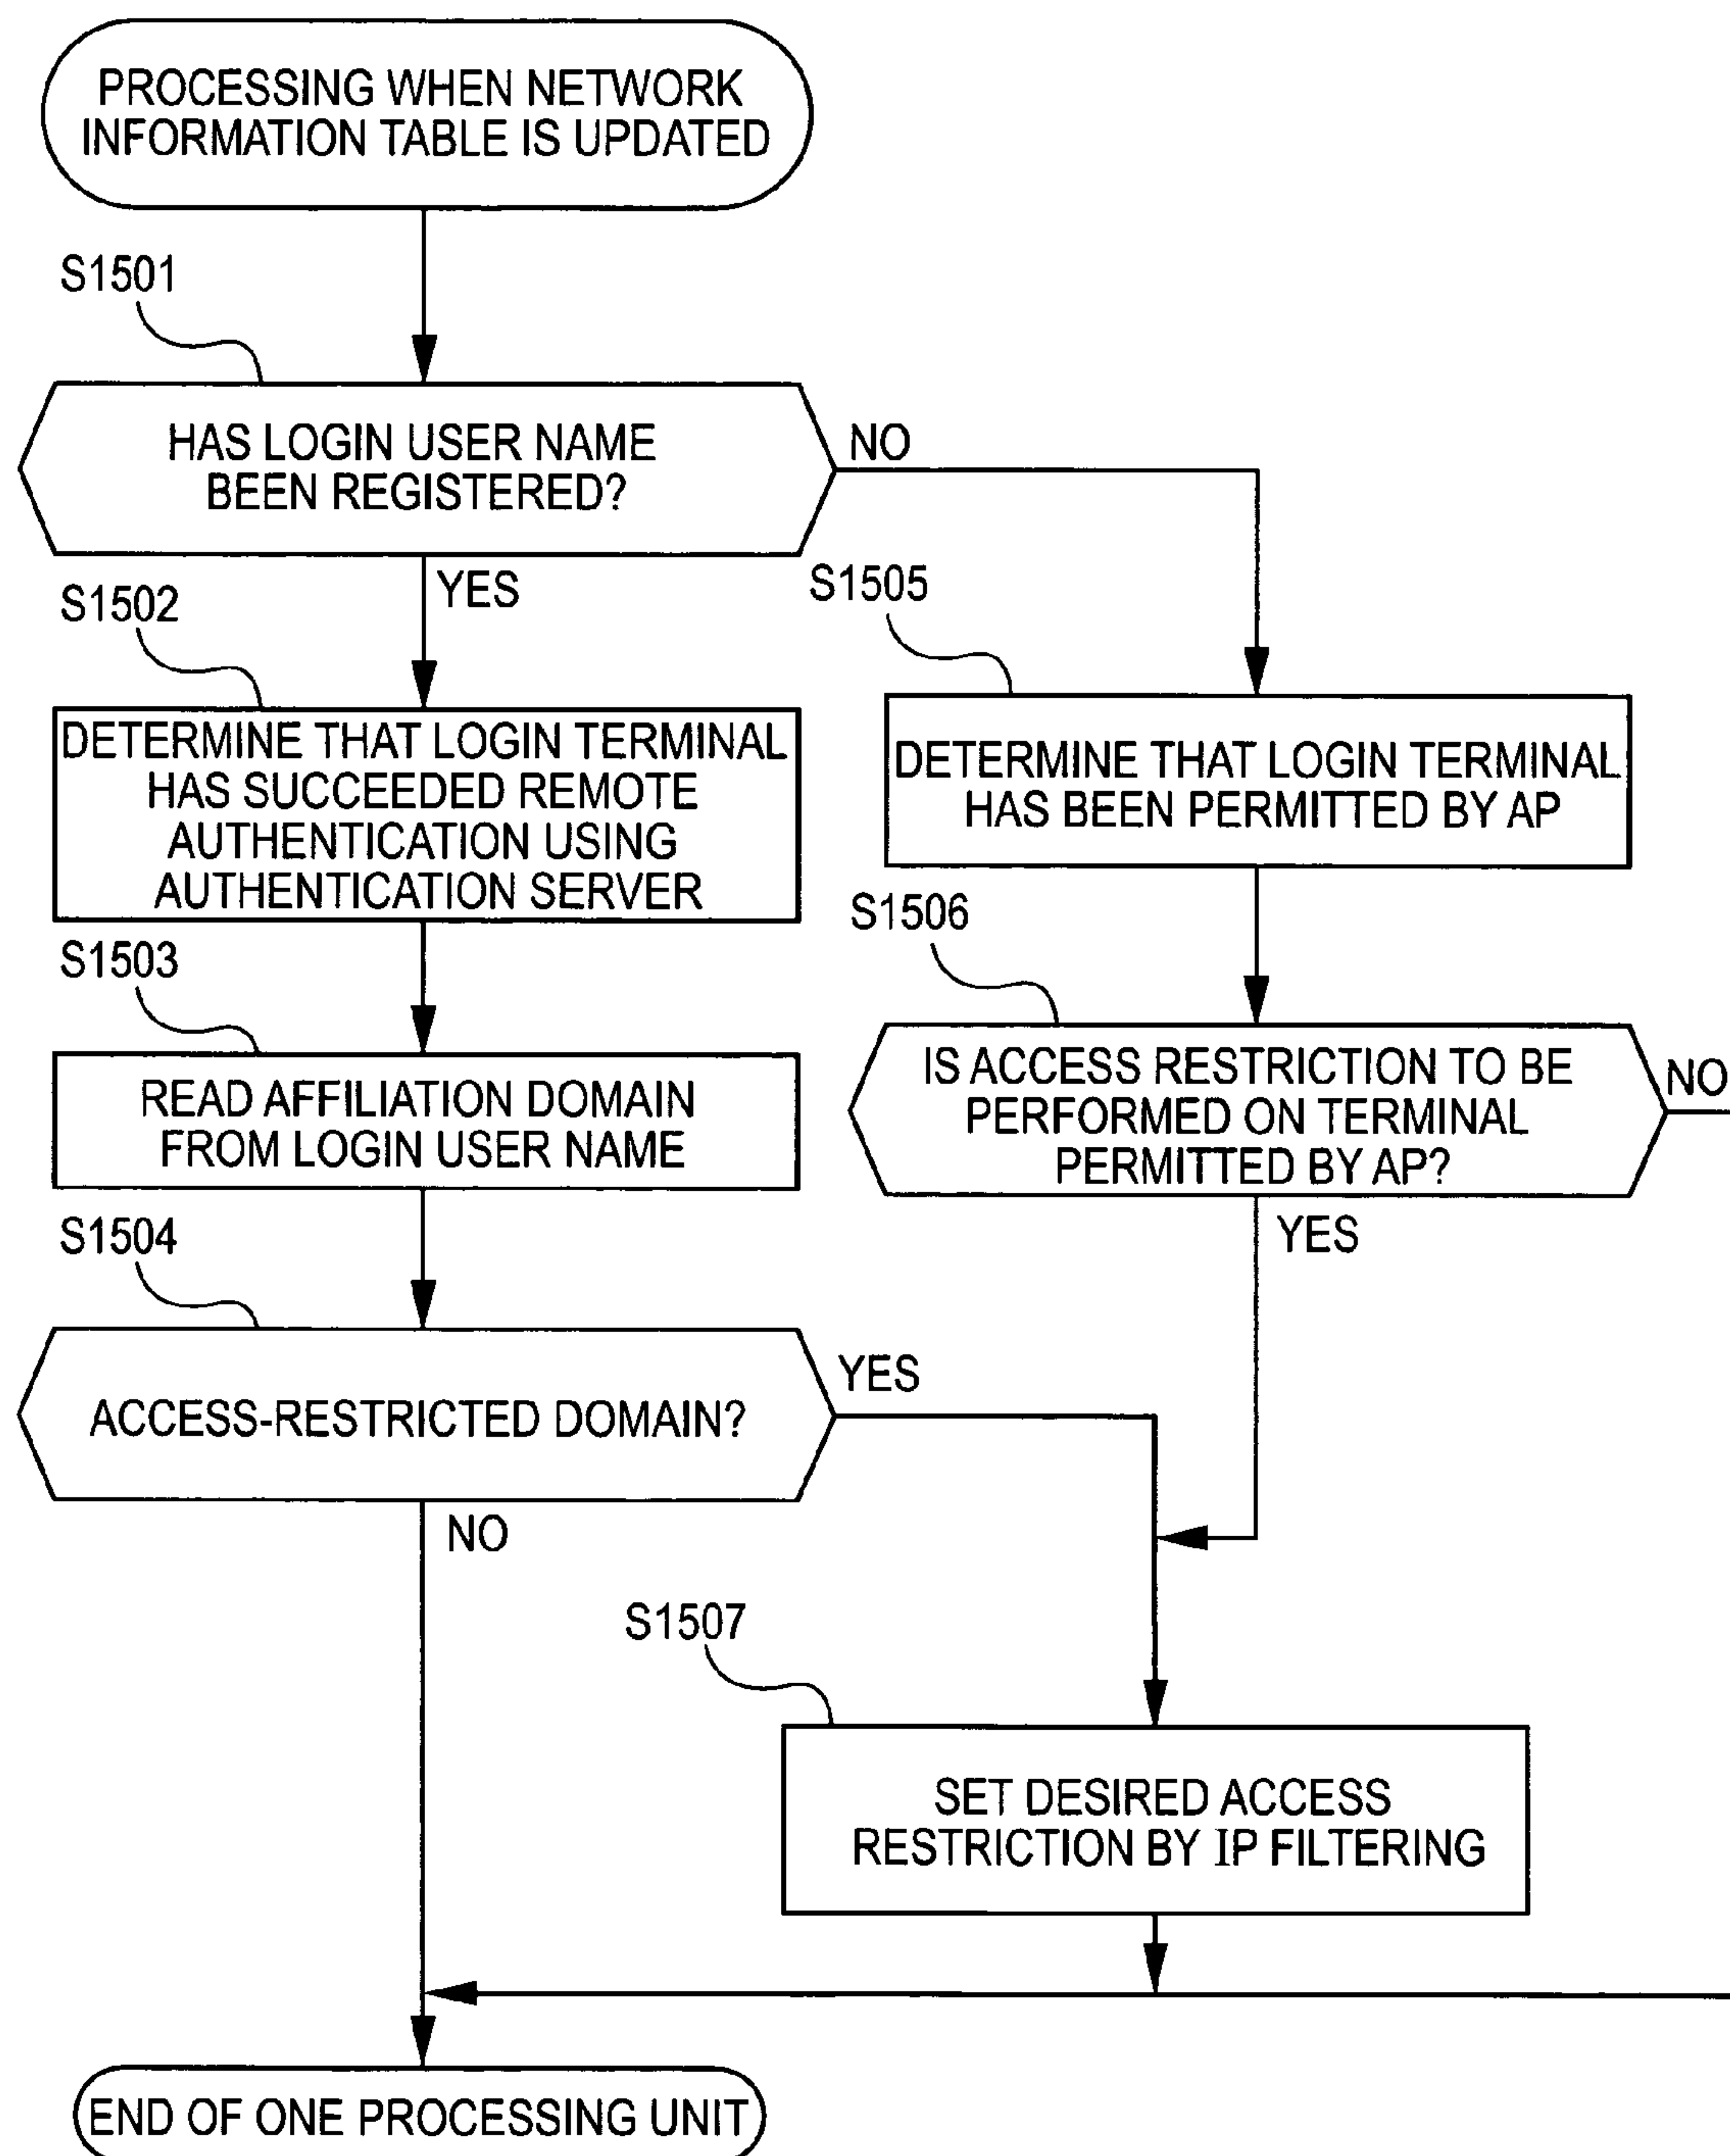 PROCESSING WHEN NETWORK
INFORMATION TABLE IS UPDATED
S1501
HAS LOGIN USER NAME
BEEN REGISTERED?
NO
YES
S1502
DETERMINE THAT LOGIN TERMINAL
HAS SUCCEEDED REMOTE
AUTHENTICATION USING
AUTHENTICATION SERVER
S1505
DETERMINE THAT LOGIN TERMINAL
HAS BEEN PERMITTED BY AP
S1503
READ AFFILIATION DOMAIN
FROM LOGIN USER NAME
S1506
IS ACCESS RESTRICTION TO BE
PERFORMED ON TERMINAL
PERMITTED BY AP?
NO
YES
S1504
ACCESS-RESTRICTED DOMAIN?
YES
NO
S1507
SET DESIRED ACCESS
RESTRICTION BY IP FILTERING
END OF ONE PROCESSING UNIT